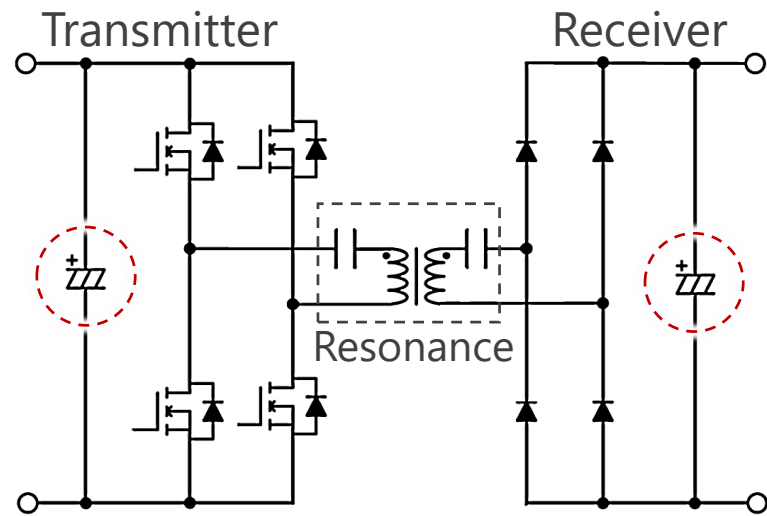 Transmitter
Receiver
+
+
Resonance